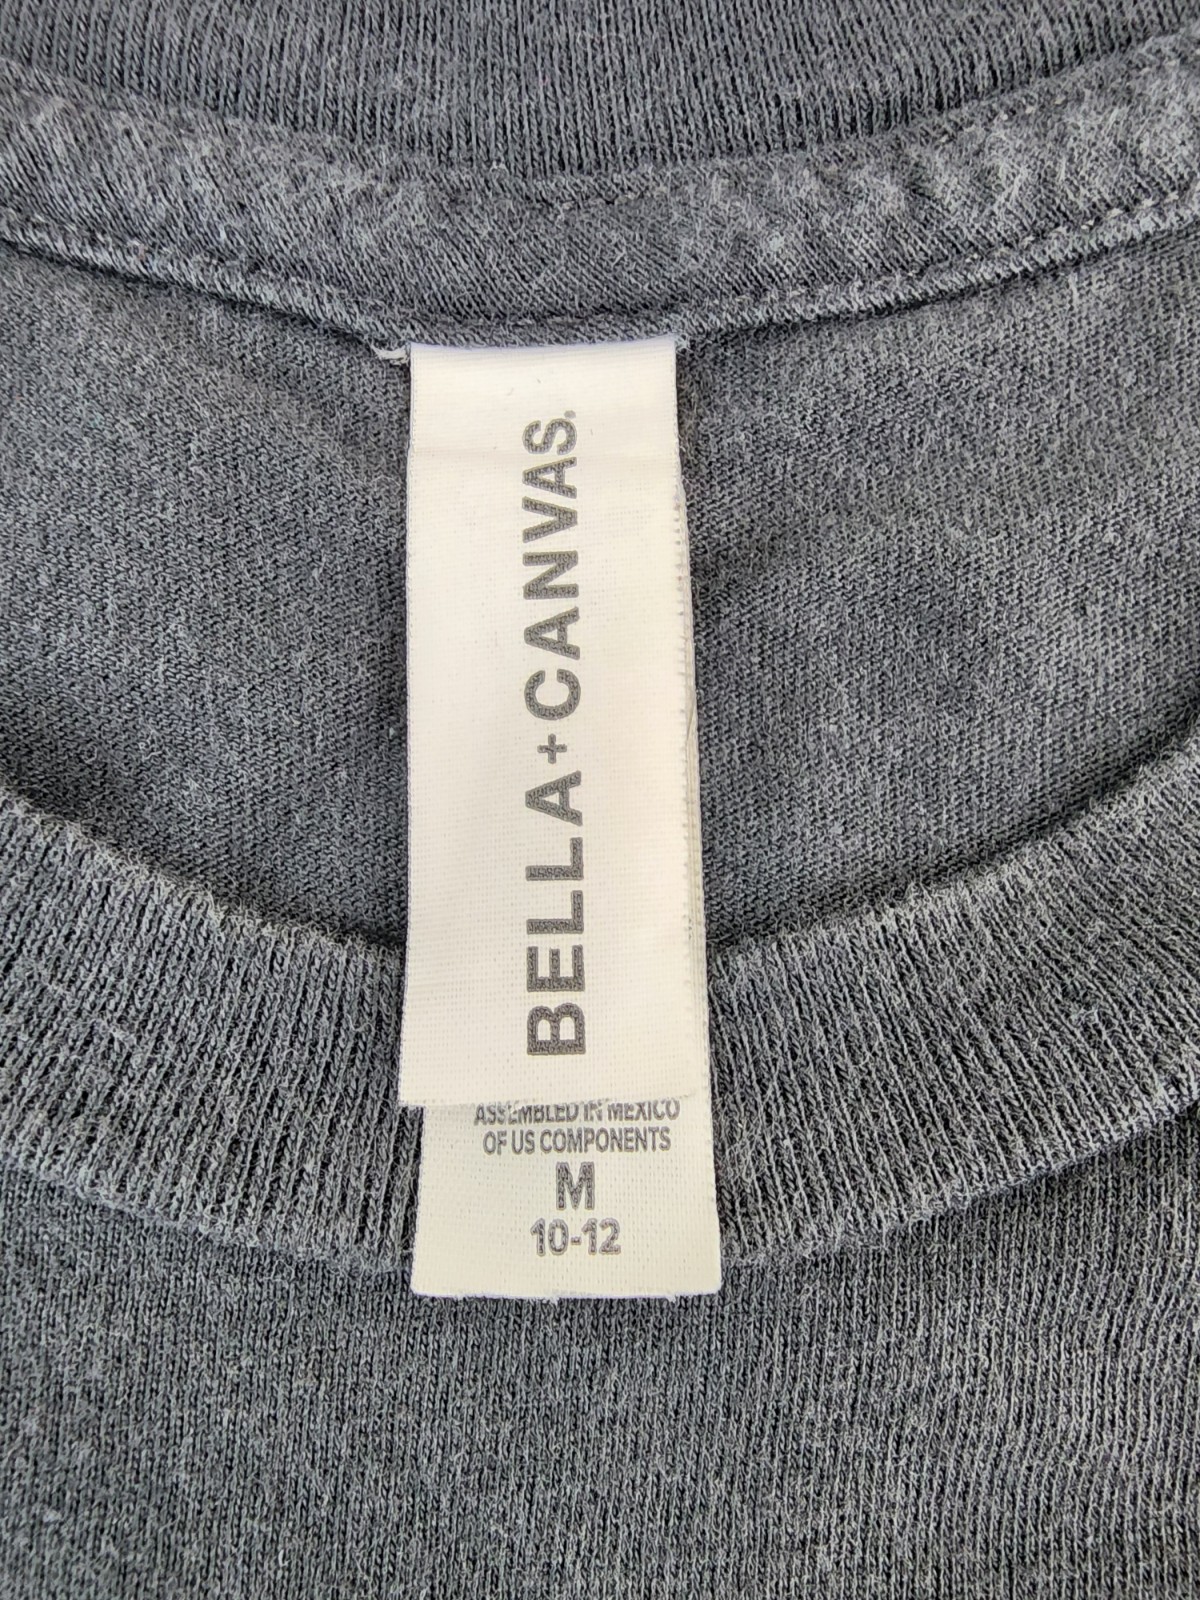 BELLA+CANVAS.
ASSEMBLED IN MEXICO
OF US COMPONENTS
M
10-12